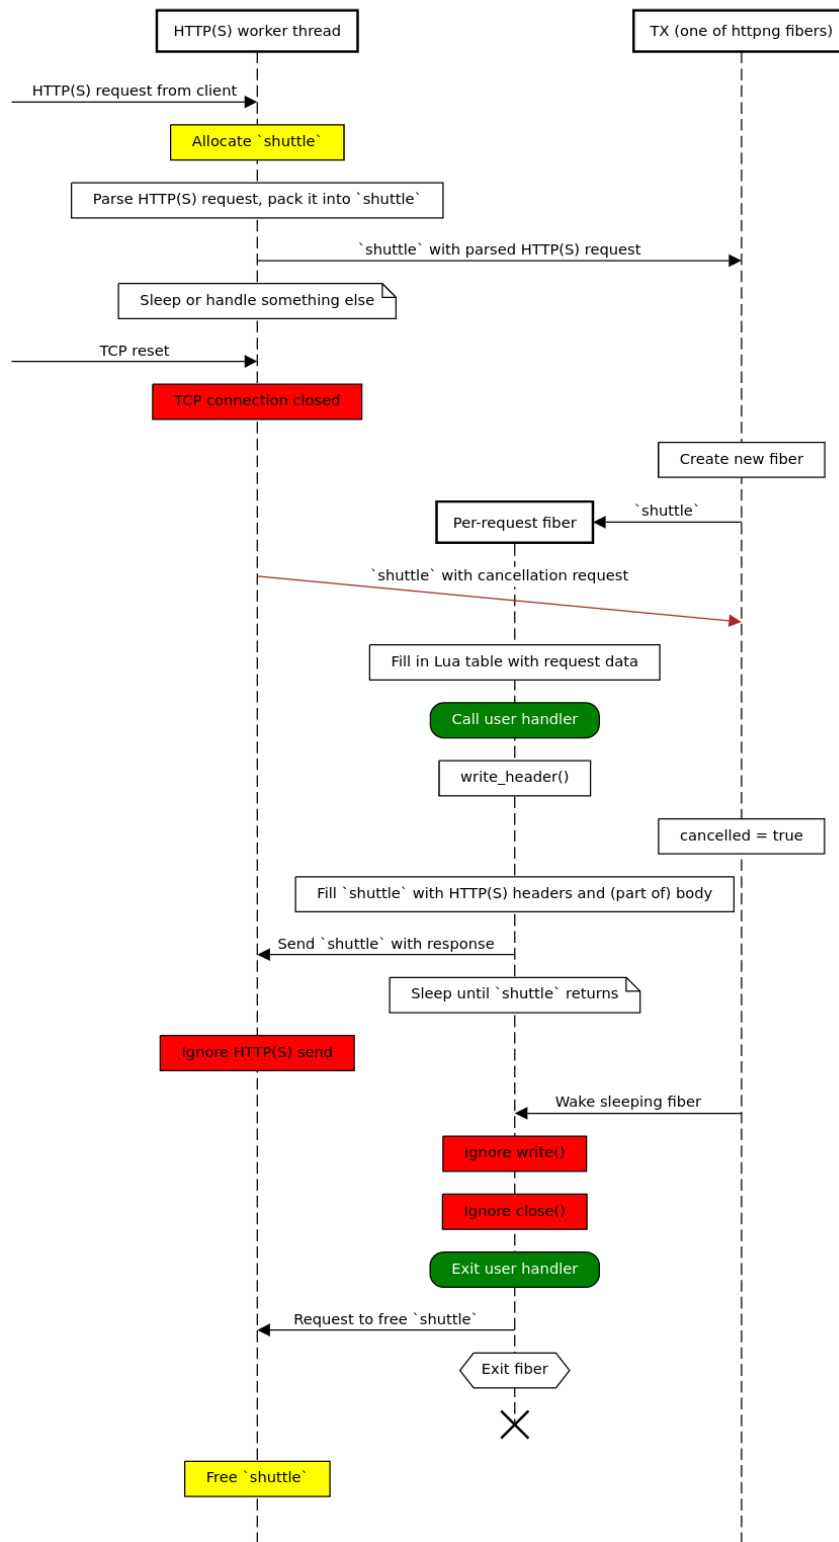 HTTP(S) worker thread
TX (one of httpng fibers)
HTTP(S) request from client
Allocate `shuttle`
Parse HTTP(S) request, pack it into `shuttle`
`shuttle` with parsed HTTP(S) request
Sleep or handle something else
TCP reset
TCP connection closed
Create new fiber
`shuttle`
Per-request fiber
`shuttle` with cancellation request
Fill in Lua table with request data
Call user handler
write_header()
cancelled = true
Fill `shuttle` with HTTP(S) headers and (part of) body
Send `shuttle` with response
Sleep until `shuttle` returns
Ignore HTTP(S) send
Wake sleeping fiber
Ignore write()
Ignore close()
Exit user handler
Request to free `shuttle`
Exit fiber
Free `shuttle`